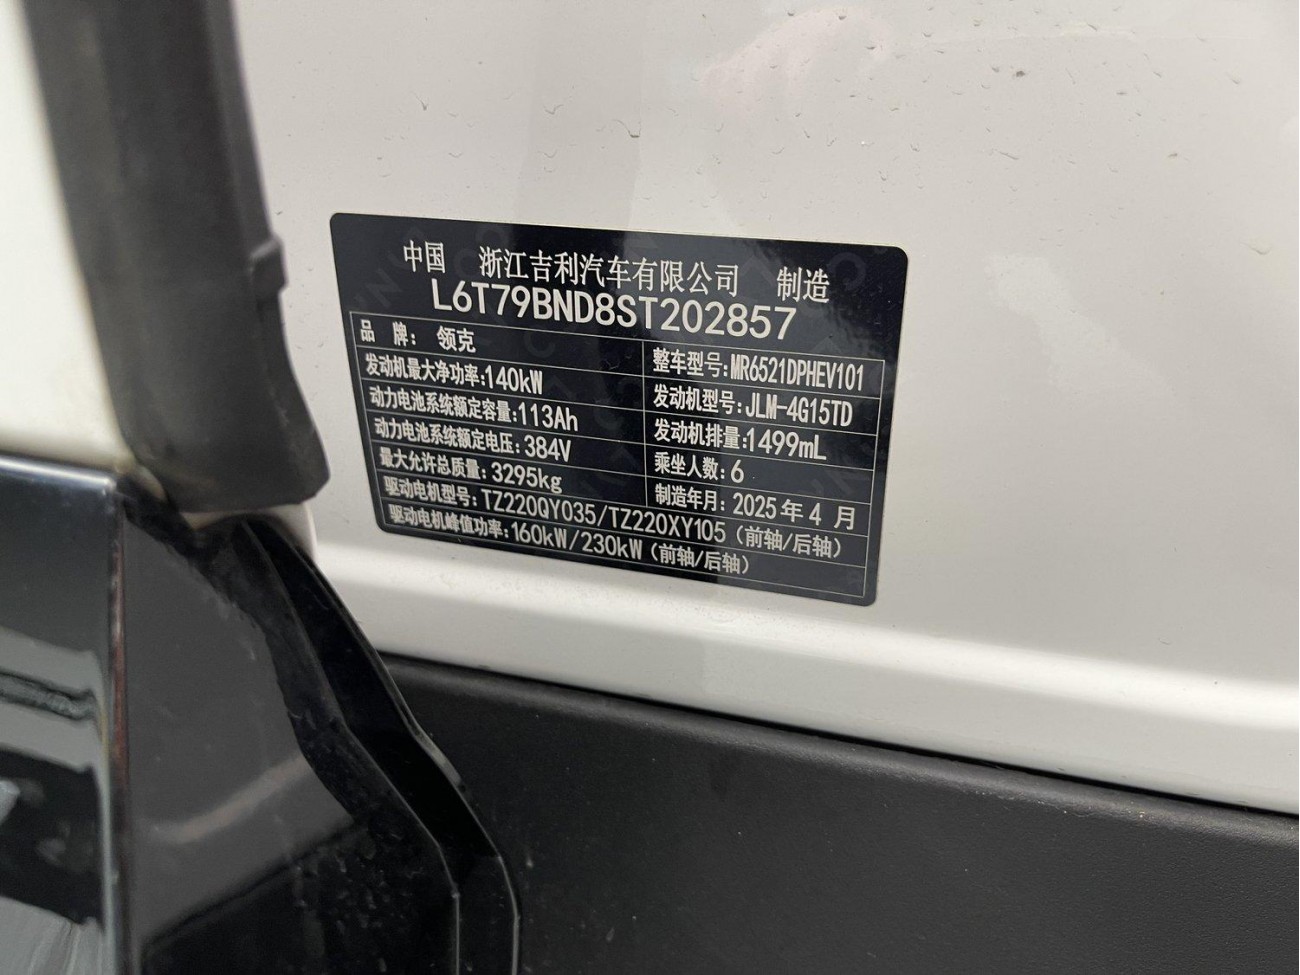 中国 浙江吉利汽车有限公司 制造
L6T79BND8ST202857
品 牌: 领克
整车型号:MR6521DPHEV101
发动机最大净功率:140kW
发动机型号:JLM-4G15TD
动力电池系统额定容量:113Ah
发动机排量:1499mL
动力电池系统额定电压:384V
乘坐人数:6
最大允许总质量:3295kg
制造年月:2025年4月
驱动电机型号:TZ220QY035/TZ220XY105(前轴/后轴)
驱动电机峰值功率:160kW/230kW(前轴/后轴)